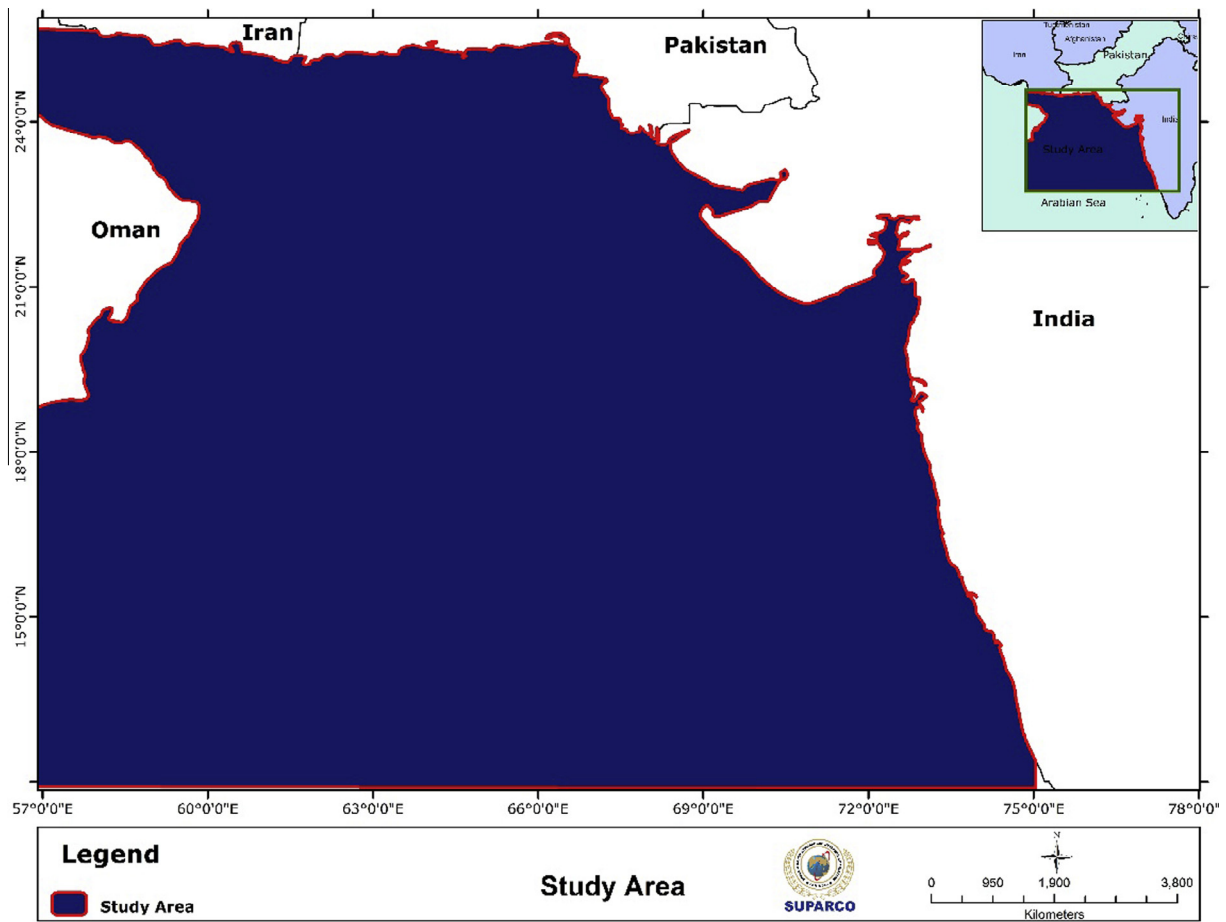 Iran
Pakistan
Oman
India
Iran
Afghanistan
Pakistan
India
Study Area
Arabian Sea
24°0'0"N
21°0'0"N
18°0'0"N
15°0'0"N
57°0'0"E
60°0'0"E
63°0'0"E
66°0'0"E
69°0'0"E
72°0'0"E
75°0'0"E
78°0'0"E
Legend
Study Area
Study Area
SUPARCO
N
0 950 1,900 3,800
Kilometers